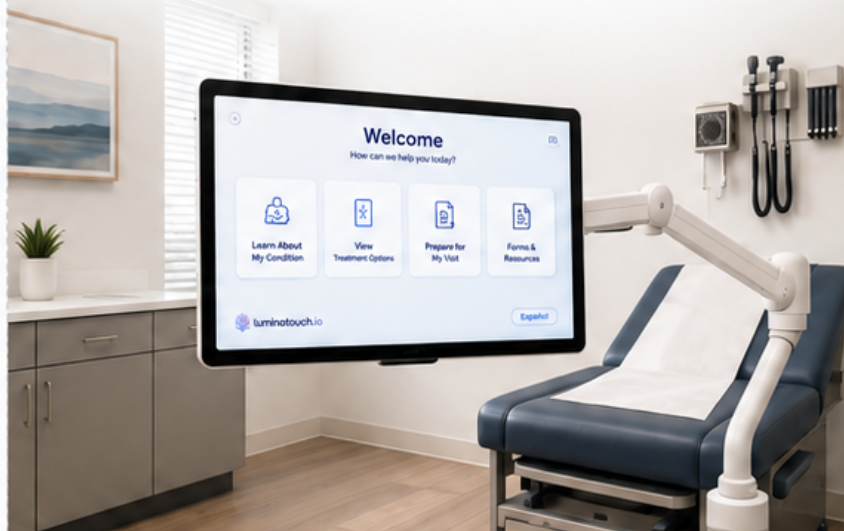 Welcome
How can we help you today?
Learn About
My Condition
View
Treatment Options
Prepare for
My Visit
Forms &
Resources
luminotouch.io
Español